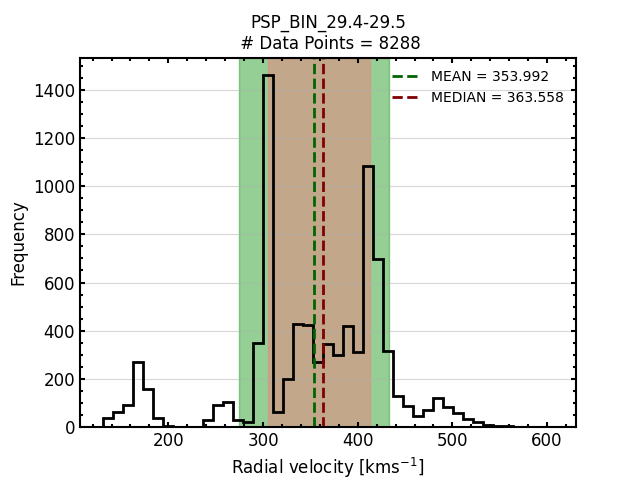 PSP_BIN_29.4-29.5
# Data Points = 8288
MEAN = 353.992
MEDIAN = 363.558
Frequency
1400
1200
1000
800
600
400
200
0
200 300 400 500 600
Radial velocity [kms⁻¹]